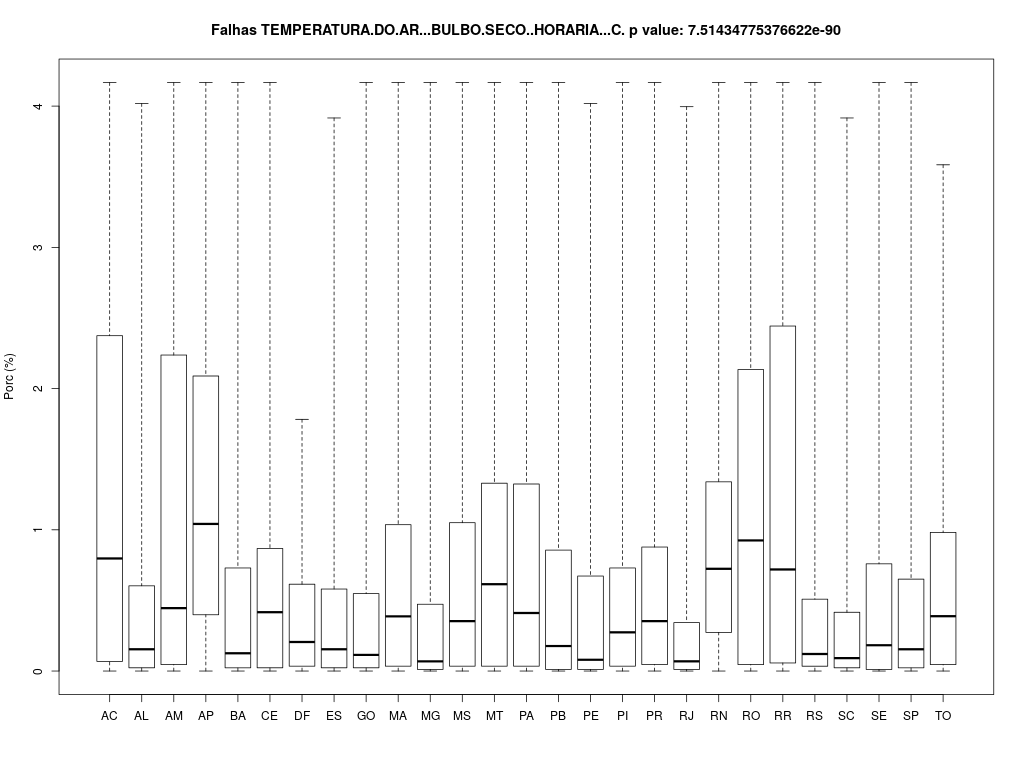 Falhas TEMPERATURA.DO.AR...BULBO.SECO..HORARIA...C. p value: 7.51434775376622e-90
Porc (%)
4
3
2
1
0
AC AL AM AP BA CE DF ES GO MA MG MS MT PA PB PE PI PR RJ RN RO RR RS SC SE SP TO